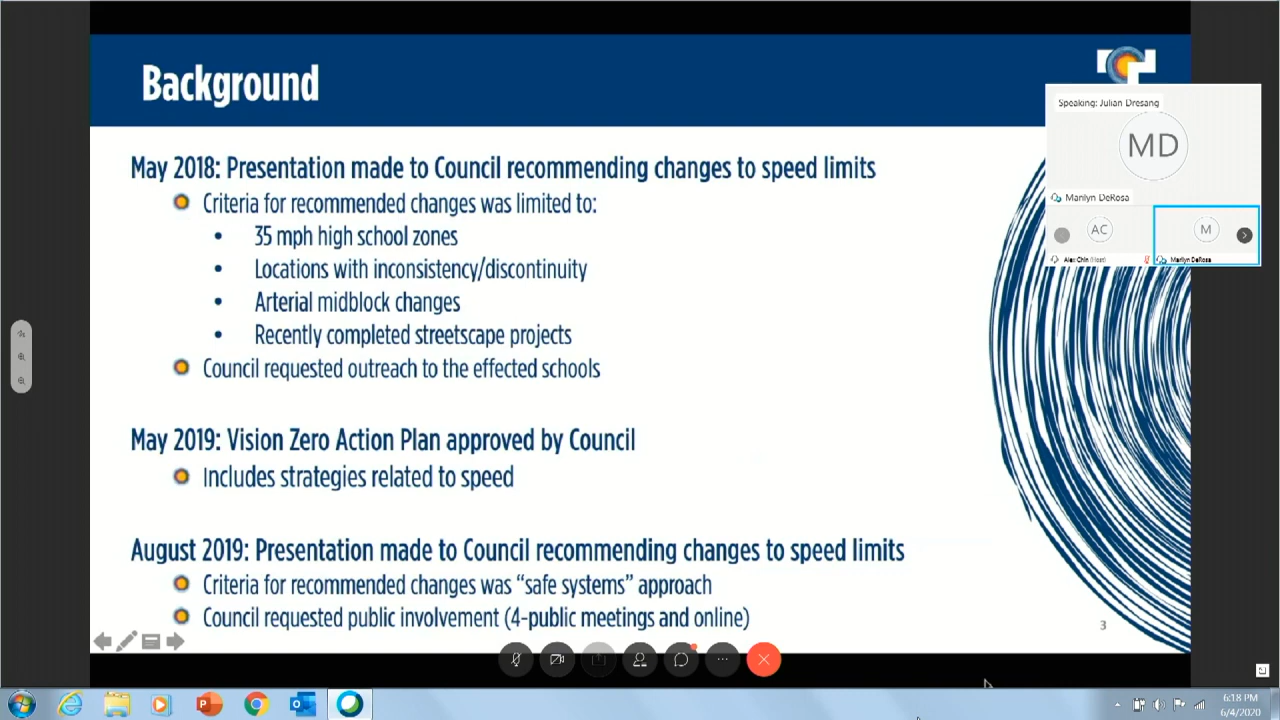 Background
Speaking: Julian Dresang
MD
Marilyn DeRosa
AC
M
Alex Chin (Host)
Marilyn DeRosa
May 2018: Presentation made to Council recommending changes to speed limits
Criteria for recommended changes was limited to:
• 35 mph high school zones
• Locations with inconsistency/discontinuity
• Arterial midblock changes
• Recently completed streetscape projects
Council requested outreach to the effected schools
May 2019: Vision Zero Action Plan approved by Council
Includes strategies related to speed
August 2019: Presentation made to Council recommending changes to speed limits
Criteria for recommended changes was “safe systems” approach
Council requested public involvement (4-public meetings and online)
3
6:18 PM
6/4/2020